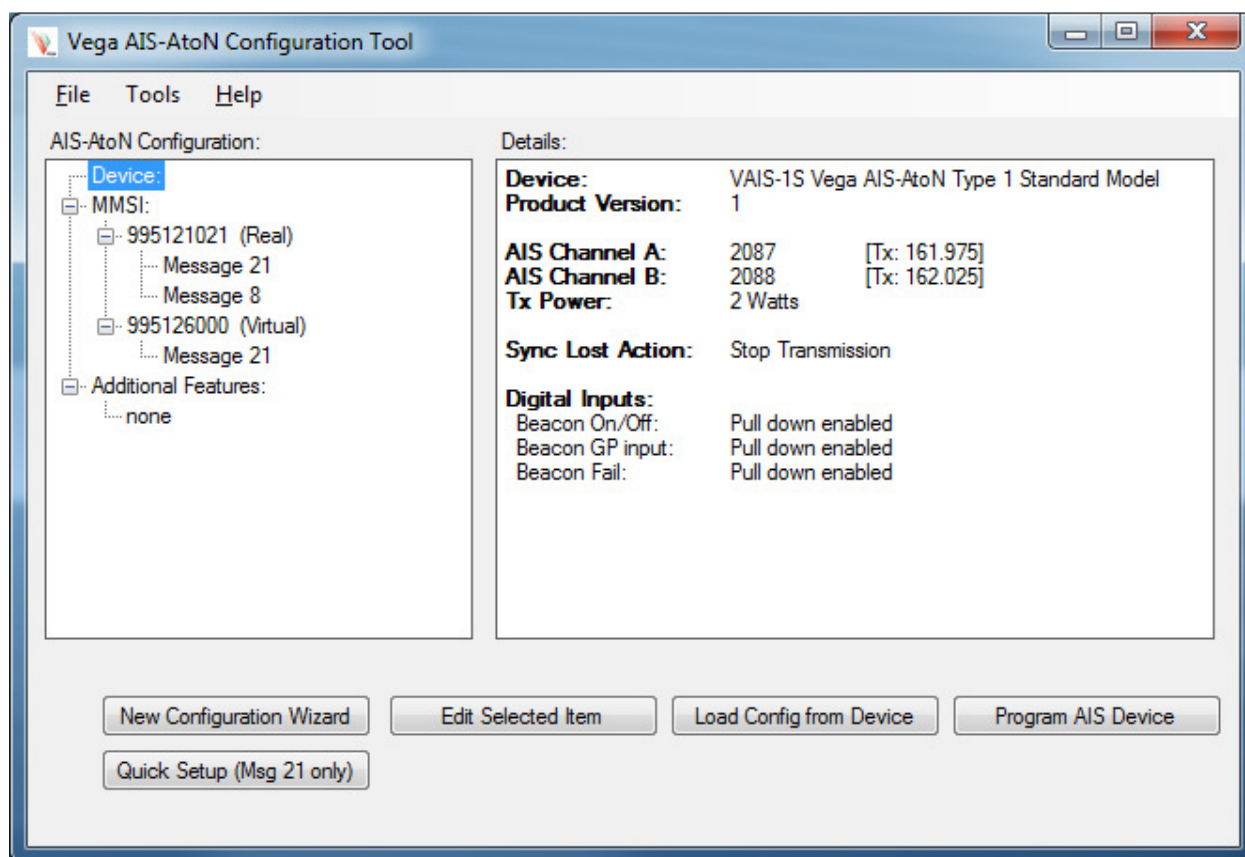 Vega AIS-AtoN Configuration Tool
File Tools Help
AIS-AtoN Configuration:
Device:
MMSI:
995121021 (Real)
Message 21
Message 8
995126000 (Virtual)
Message 21
Additional Features:
none
Details:
Device: VAIS-1S Vega AIS-AtoN Type 1 Standard Model
Product Version: 1
AIS Channel A: 2087 [Tx: 161.975]
AIS Channel B: 2088 [Tx: 162.025]
Tx Power: 2 Watts
Sync Lost Action: Stop Transmission
Digital Inputs:
Beacon On/Off: Pull down enabled
Beacon GP input: Pull down enabled
Beacon Fail: Pull down enabled
New Configuration Wizard Edit Selected Item Load Config from Device Program AIS Device
Quick Setup (Msg 21 only)